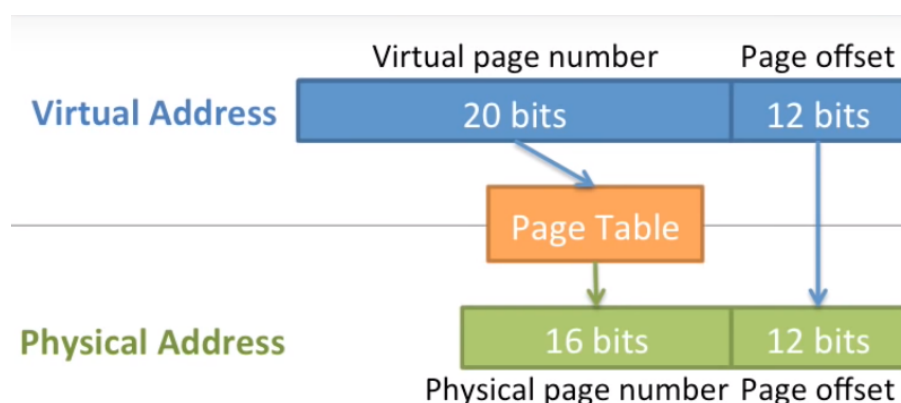 Virtual page number Page offset
Virtual Address 20 bits 12 bits
Page Table
Physical Address 16 bits 12 bits
Physical page number Page offset